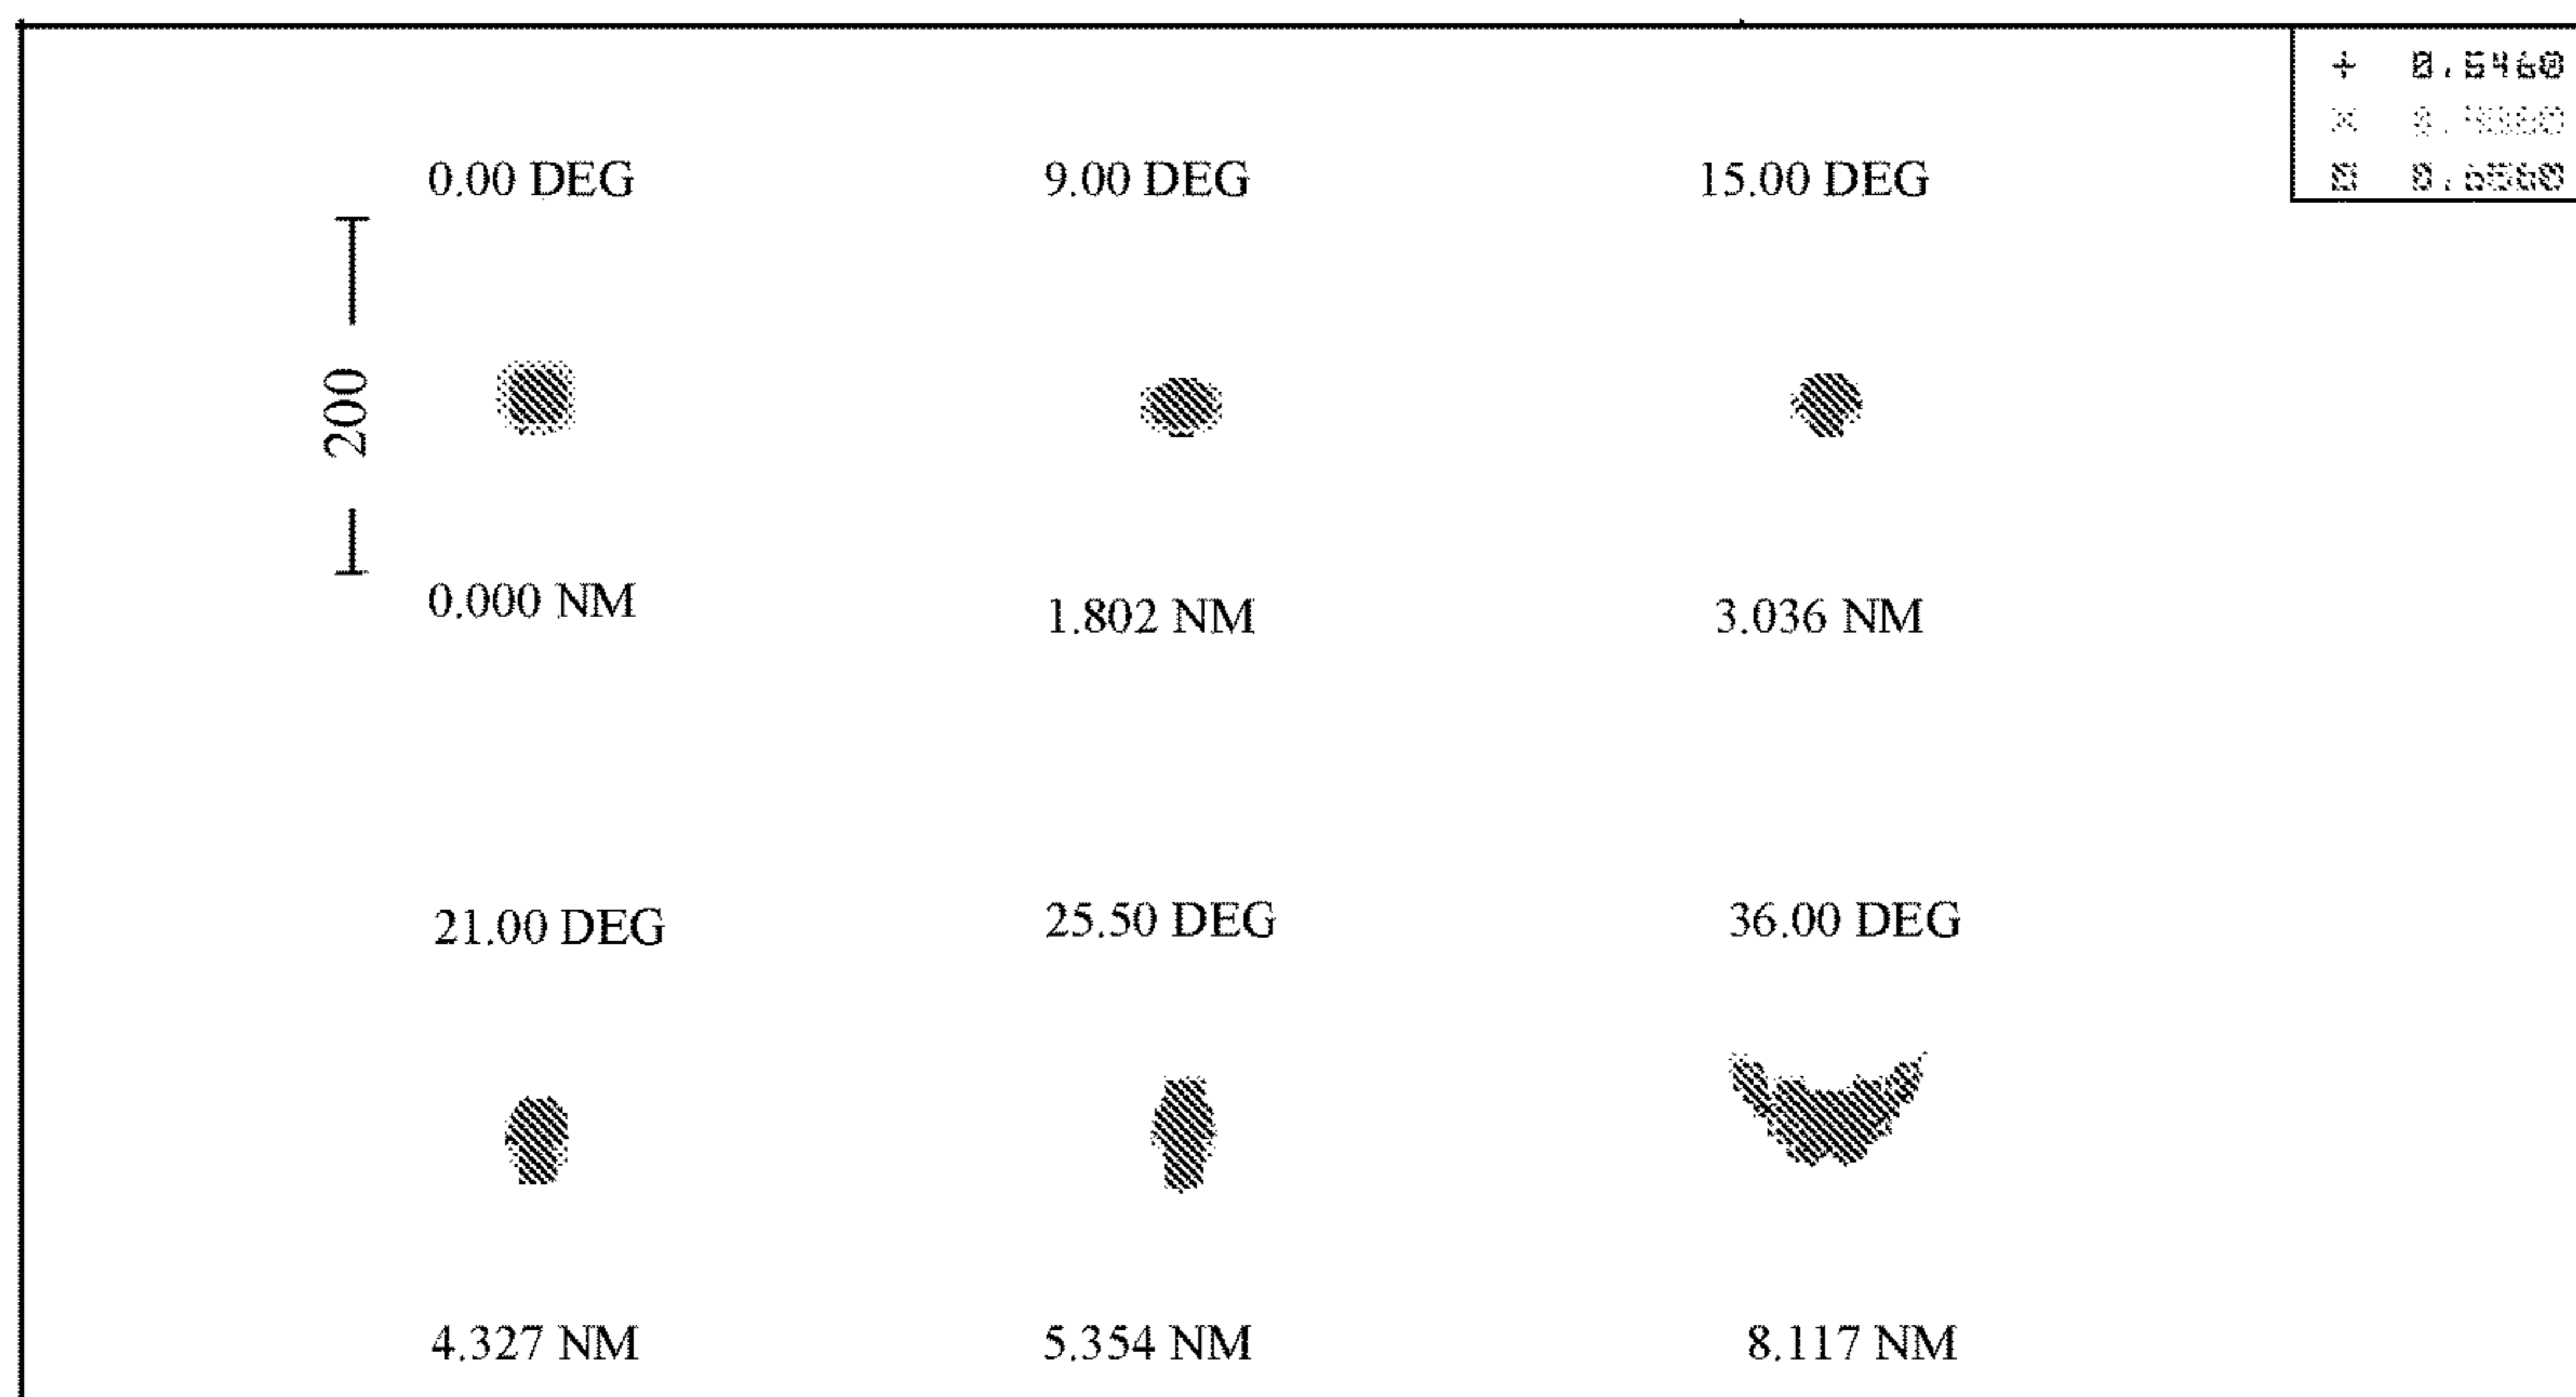 + 0.5460
0.00 DEG 9.00 DEG 15.00 DEG
200
0.000 NM 1.802 NM 3.036 NM
21.00 DEG 25.50 DEG 36.00 DEG
4.327 NM 5.354 NM 8.117 NM